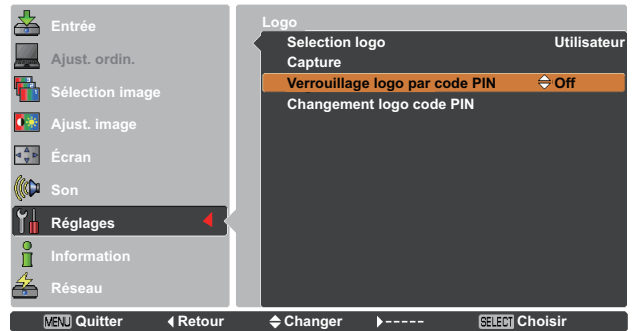 Entrée
Ajust. ordin.
Sélection image
Ajust. image
Écran
Son
Réglages
Information
Réseau
Logo
Selection logo Utilisateur
Capture
Verrouillage logo par code PIN Off
Changement logo code PIN
MENU Quitter Retour Changer ----- SELECT Choisir